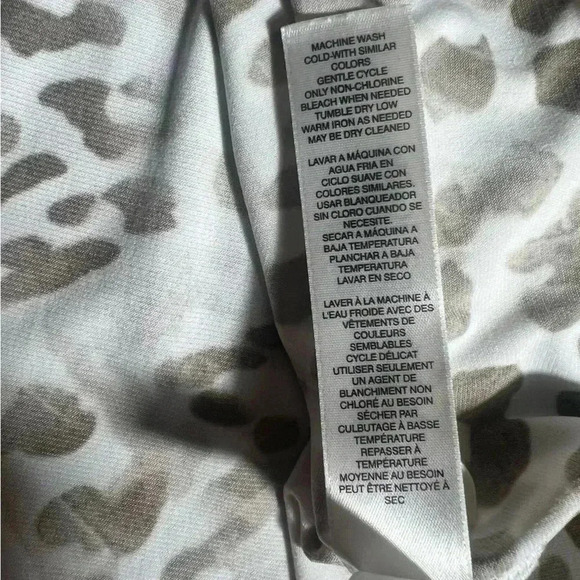 MACHINE WASH
COLD-WITH SIMILAR
COLORS
GENTLE CYCLE
ONLY NON-CHLORINE
BLEACH WHEN NEEDED
TUMBLE DRY LOW
WARM IRON AS NEEDED
MAY BE DRY CLEANED
LAVAR A MÁQUINA CON
AGUA FRIA EN
CICLO SUAVE CON
COLORES SIMILARES.
USAR BLANQUEADOR
SIN CLORO CUANDO SE
NECESITE.
SECAR A MÁQUINA A
BAJA TEMPERATURA
PLANCHAR A BAJA
TEMPERATURA
LAVAR EN SECO
LAVER À LA MACHINE À
L'EAU FROIDE AVEC DES
VÊTEMENTS DE
COULEURS
SEMBLABLES
CYCLE DÉLICAT
UTILISER SEULEMENT
UN AGENT DE
BLANCHIMENT NON
CHLORÉ AU BESOIN
SÉCHER PAR
CULBUTAGE À BASSE
TEMPÉRATURE
REPASSER À
TEMPÉRATURE
MOYENNE AU BESOIN
PEUT ÊTRE NETTOYÉ À
SEC